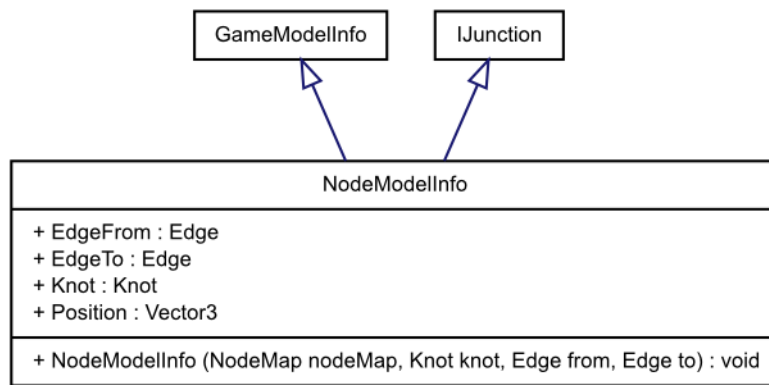 GameModelInfo
IJunction
NodeModelInfo
+ EdgeFrom : Edge
+ EdgeTo : Edge
+ Knot : Knot
+ Position : Vector3
+ NodeModelInfo (NodeMap nodeMap, Knot knot, Edge from, Edge to) : void